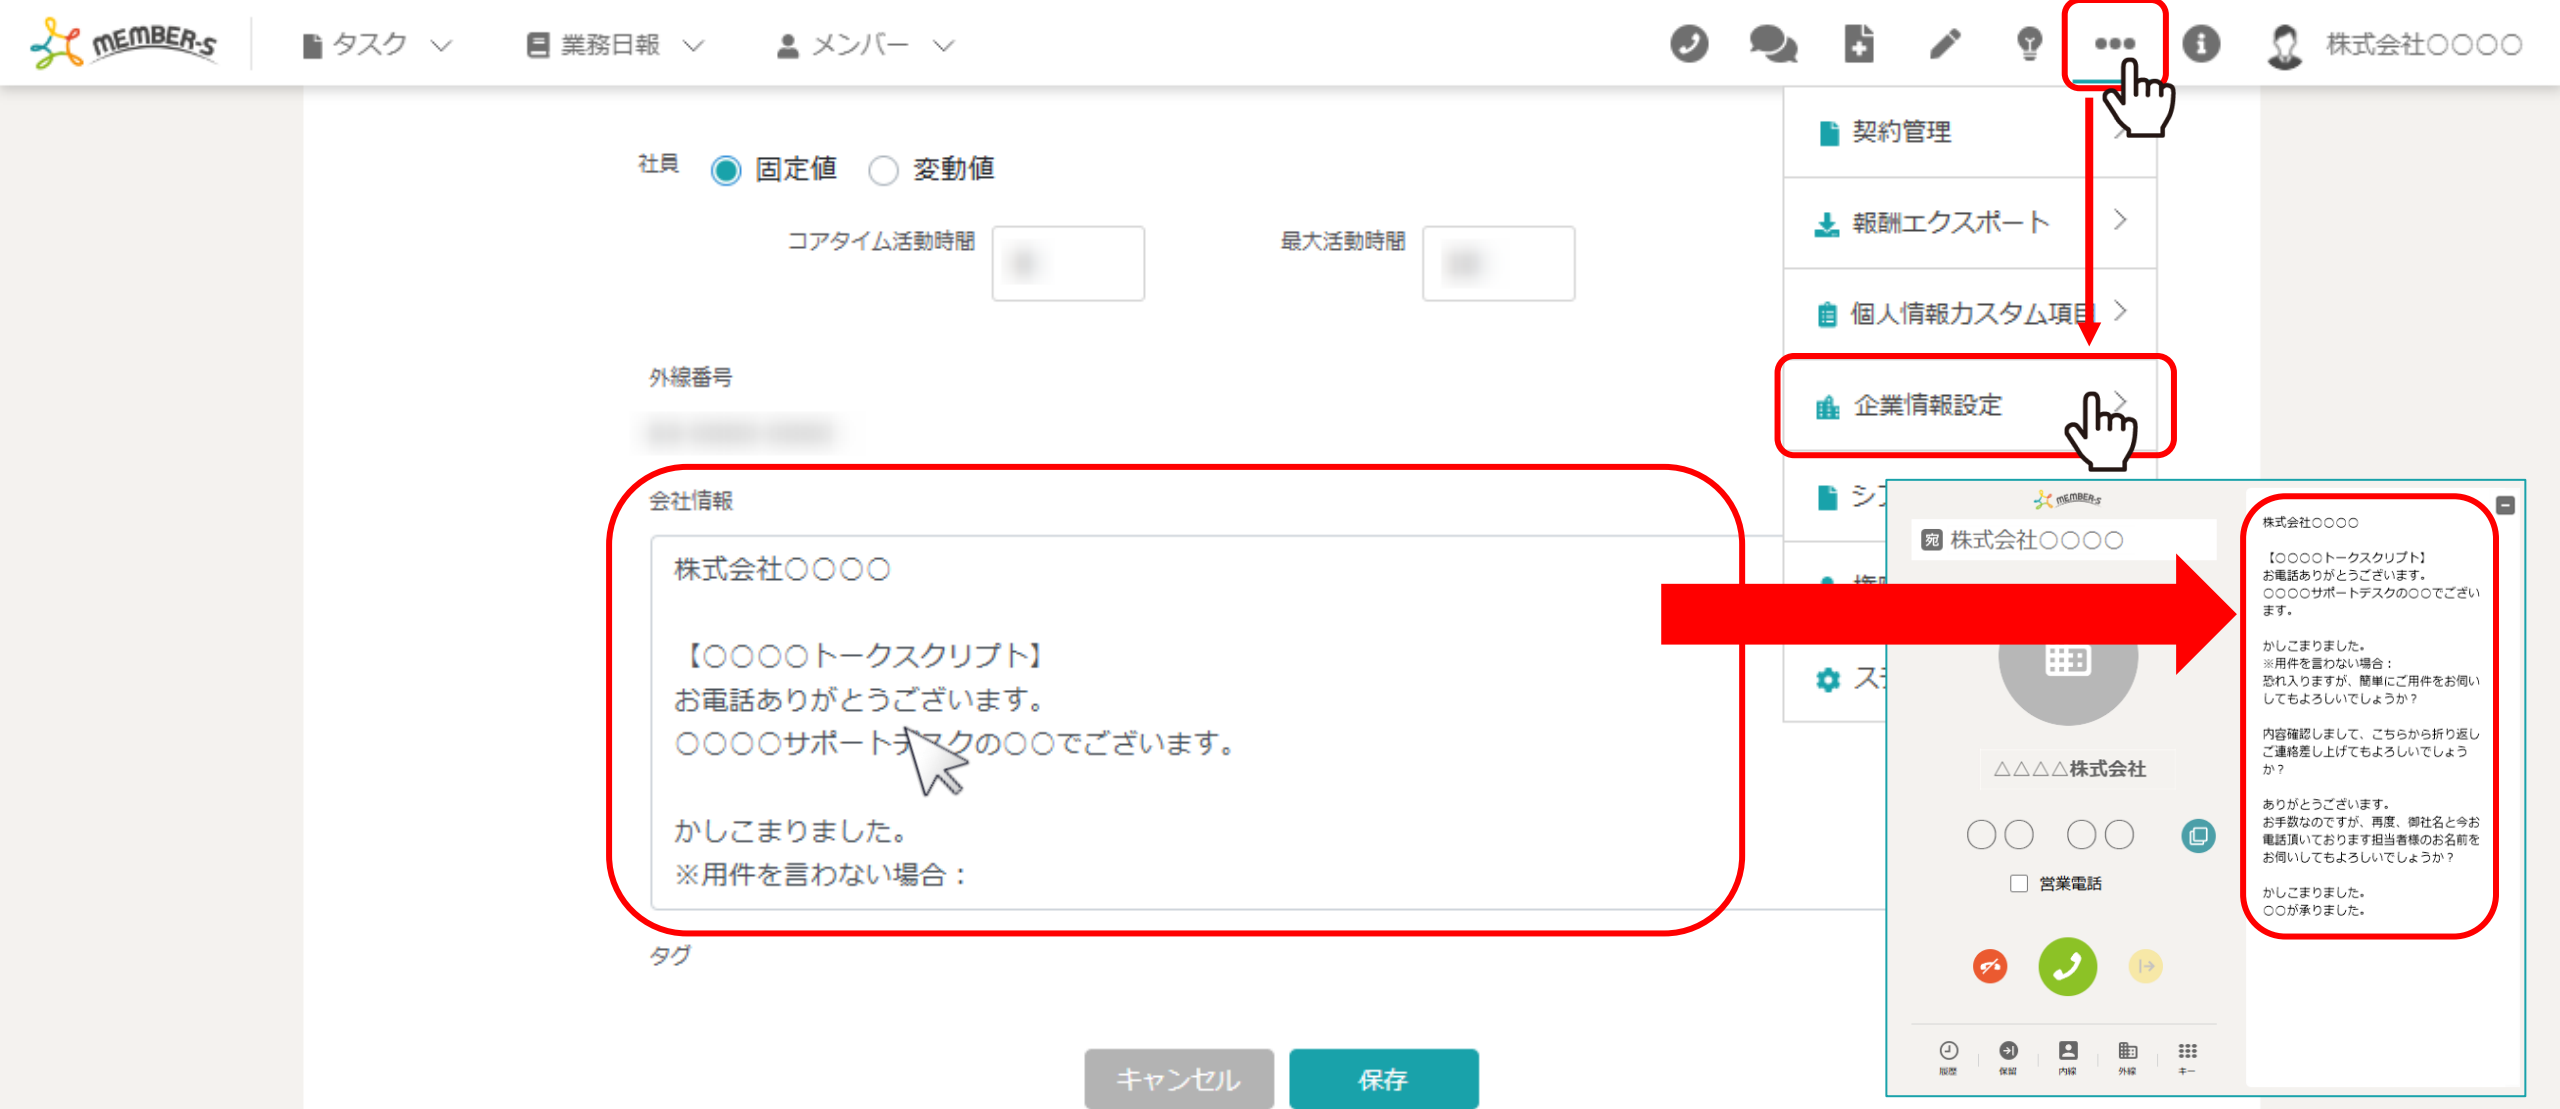 MEMBER-S
タスク
業務日報
メンバー
株式会社○○○○
社員
固定値
変動値
コアタイム活動時間
最大活動時間
外線番号
会社情報
株式会社○○○○
【○○○○トークスクリプト】
お電話ありがとうございます。
○○○○サポートデスクの○○でございます。
かしこまりました。
※用件を言わない場合：
タグ
キャンセル
保存
契約管理
報酬エクスポート
個人情報カスタム項目
企業情報設定
MEMBER-S
宛 株式会社○○○○
△△△△株式会社
○○ ○○
営業電話
履歴
保留
内線
外線
キー
株式会社○○○○
【○○○○トークスクリプト】
お電話ありがとうございます。
○○○○サポートデスクの○○でござい
ます。
かしこまりました。
※用件を言わない場合：
恐れ入りますが、簡単にご用件をお伺い
してもよろしいでしょうか？
内容確認しまして、こちらから折り返し
ご連絡差し上げてもよろしいでしょう
か？
ありがとうございます。
お手数なのですが、再度、御社名と今お
電話頂いております担当者様のお名前を
お伺いしてもよろしいでしょうか？
かしこまりました。
○○が承りました。